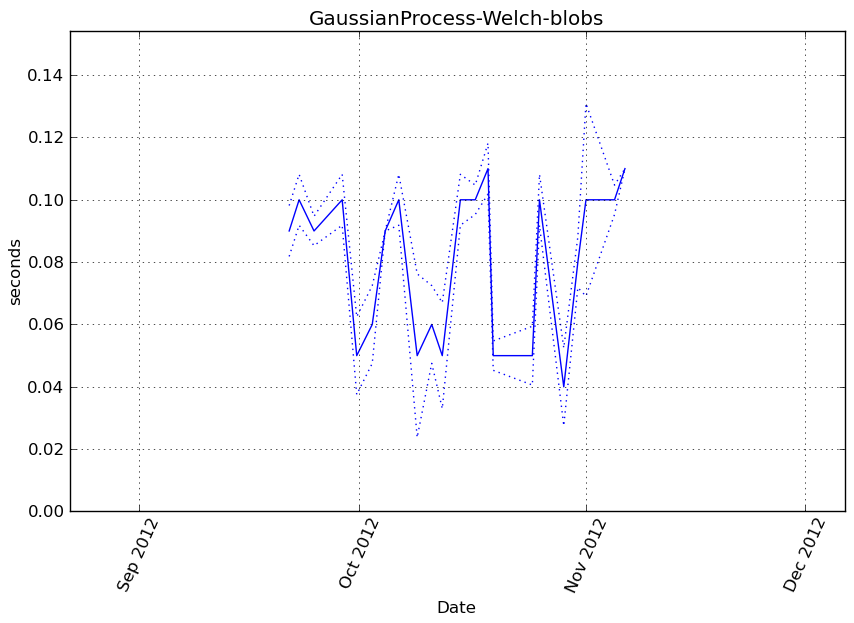 GaussianProcess-Welch-blobs
0.14
0.12
0.10
0.08
0.06
0.04
0.02
0.00
seconds
Sep 2012
Oct 2012
Nov 2012
Dec 2012
Date